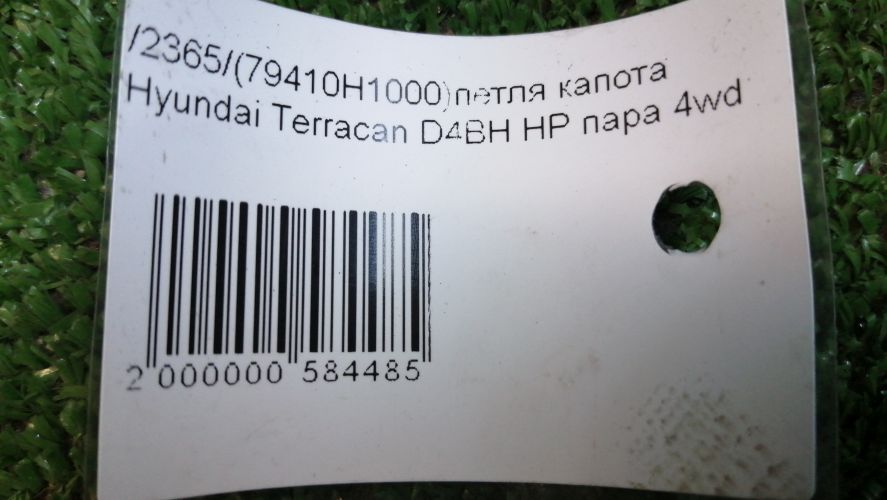 /2365/(79410H1000)петля капота
Hyundai Terracan D4BH HP пара 4wd
2 000000 584485